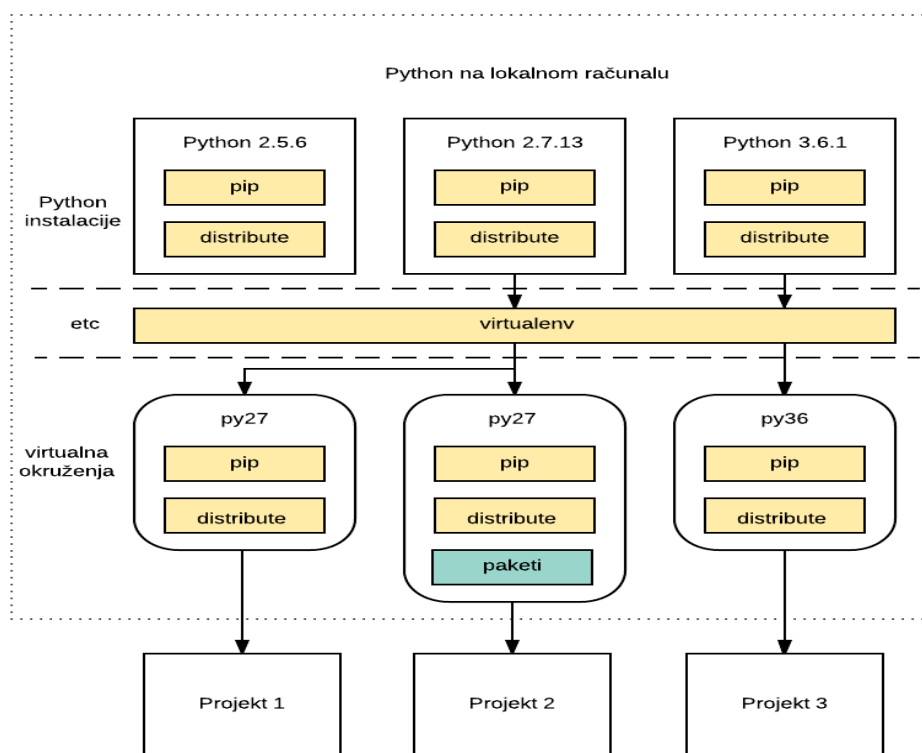 Python na lokalnom računalu
Python 2.5.6
Python 2.7.13
Python 3.6.1
Python
instalacije
pip
pip
pip
distribute
distribute
distribute
etc
virtualenv
virtualna
okruženja
py27
py27
py36
pip
pip
pip
distribute
distribute
distribute
paketi
Projekt 1
Projekt 2
Projekt 3